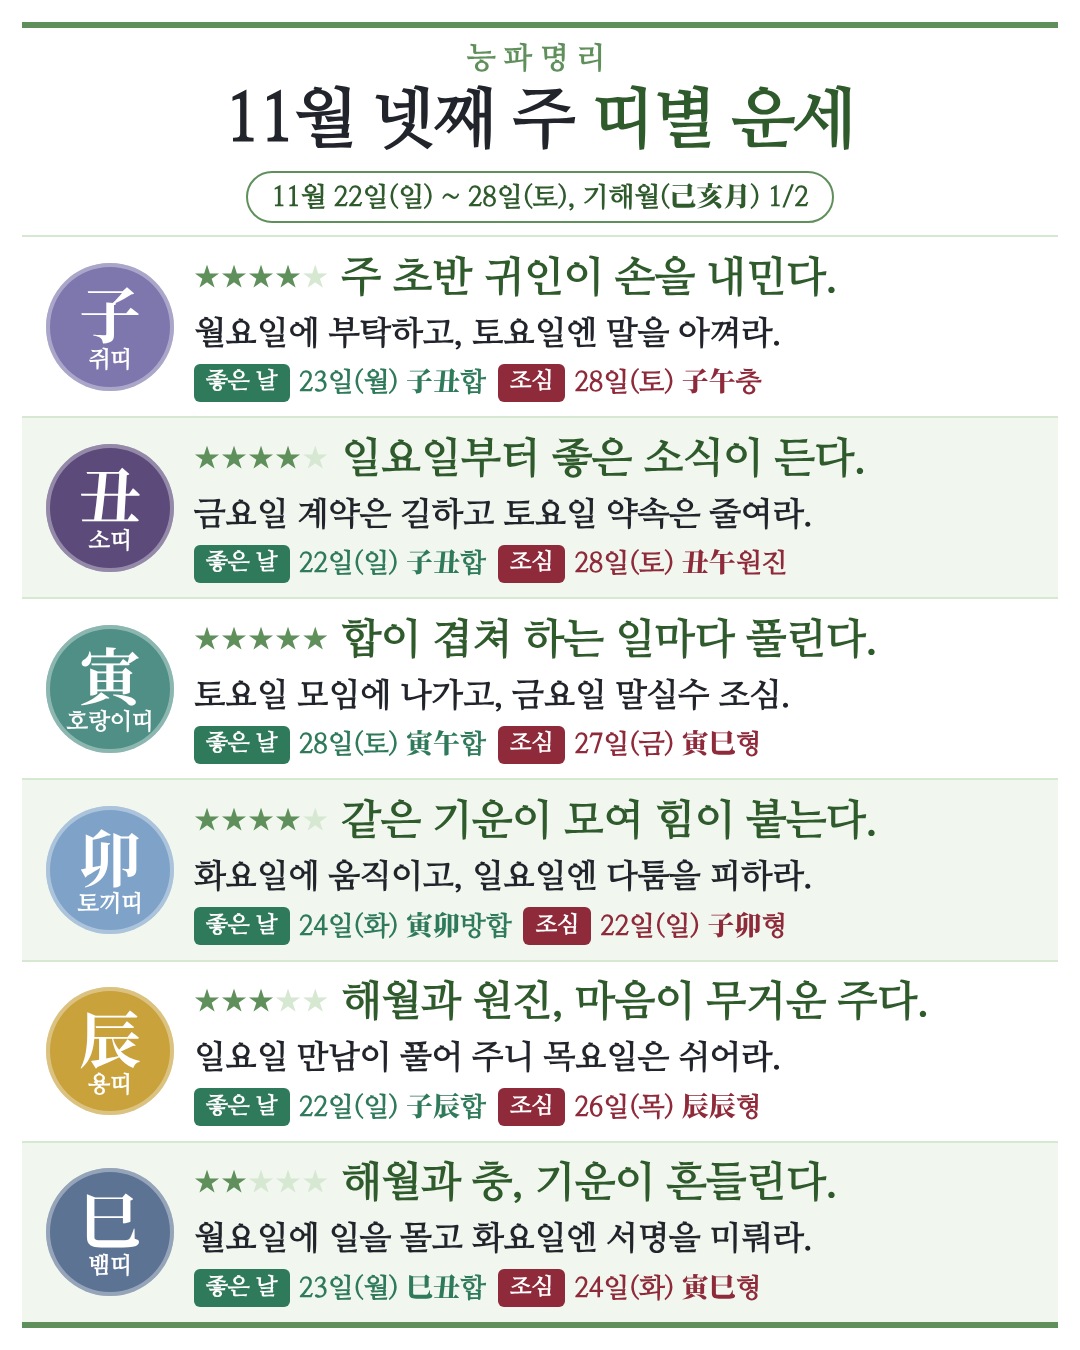 능파명리
11월 넷째 주 띠별 운세
11월 22일(일) ~ 28일(토), 기해월(己亥月) 1/2
子
쥐띠
★★★★★ 주 초반 귀인이 손을 내민다.
월요일에 부탁하고, 토요일엔 말을 아껴라.
좋은 날 23일(월) 子丑합 조심 28일(토) 子午충
丑
소띠
★★★★★ 일요일부터 좋은 소식이 든다.
금요일 계약은 길하고 토요일 약속은 줄여라.
좋은 날 22일(일) 子丑합 조심 28일(토) 丑午원진
寅
호랑이띠
★★★★★ 합이 겹쳐 하는 일마다 풀린다.
토요일 모임에 나가고, 금요일 말실수 조심.
좋은 날 28일(토) 寅午합 조심 27일(금) 寅巳형
卯
토끼띠
★★★★★ 같은 기운이 모여 힘이 붙는다.
화요일에 움직이고, 일요일엔 다툼을 피하라.
좋은 날 24일(화) 寅卯방합 조심 22일(일) 子卯형
辰
용띠
★★★★★ 해월과 원진, 마음이 무거운 주다.
일요일 만남이 풀어 주니 목요일은 쉬어라.
좋은 날 22일(일) 子辰합 조심 26일(목) 辰辰형
巳
뱀띠
★★★★★ 해월과 충, 기운이 흔들린다.
월요일에 일을 몰고 화요일엔 서명을 미뤄라.
좋은 날 23일(월) 巳丑합 조심 24일(화) 寅巳형